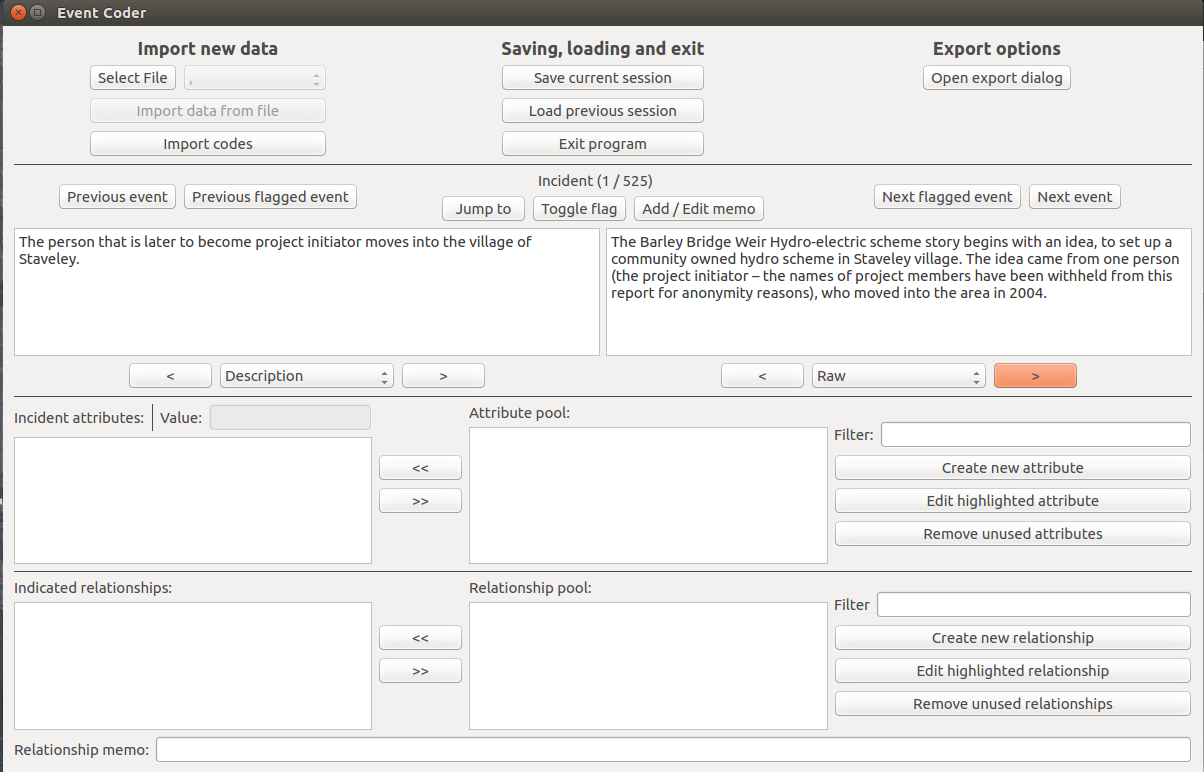 Event Coder
Import new data
Saving, loading and exit
Export options
Select File
,
Save current session
Open export dialog
Import data from file
Load previous session
Import codes
Exit program
Incident (1 / 525)
Previous event
Previous flagged event
Jump to
Toggle flag
Add / Edit memo
Next flagged event
Next event
The person that is later to become project initiator moves into the village of
Staveley.
The Barley Bridge Weir Hydro-electric scheme story begins with an idea, to set up a
community owned hydro scheme in Staveley village. The idea came from one person
(the project initiator – the names of project members have been withheld from this
report for anonymity reasons), who moved into the area in 2004.
<
Description
>
<
Raw
>
Incident attributes:
Value:
Attribute pool:
Filter:
<<
>>
Create new attribute
Edit highlighted attribute
Remove unused attributes
Indicated relationships:
Relationship pool:
Filter
<<
>>
Create new relationship
Edit highlighted relationship
Remove unused relationships
Relationship memo: